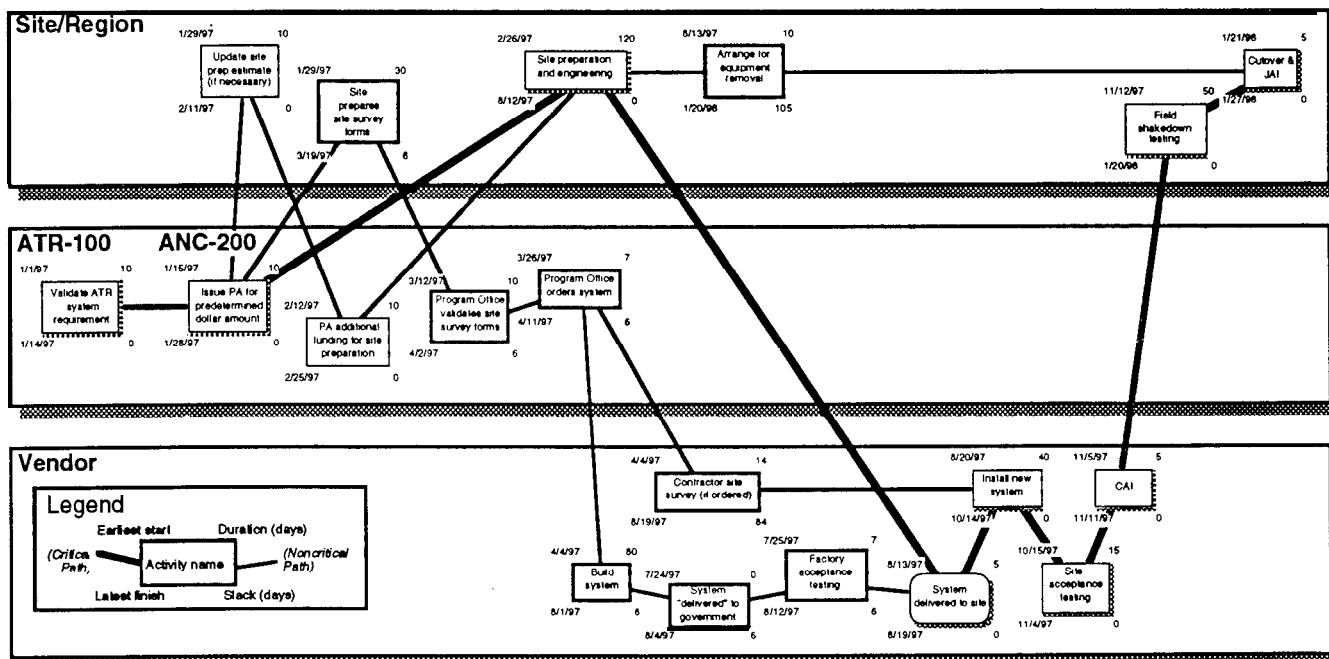 Site/Region
1/29/97 10
Update site
prep estimate
(if necessary)
2/11/97 0
1/29/97 30
Site
prepares
site survey
forms
3/19/97 6
2/26/97 120
Site preparation
and engineering
8/12/97 0
8/13/97 10
Arrange for
equipment
removal
1/20/98 105
1/21/98 5
Cutover &
JAI
1/27/98 0
11/12/97 50
Field
shakedown
testing
1/20/98 0
ATR-100 ANC-200
1/1/97 10
Validate ATR
system
requirement
1/14/97 0
1/15/97 10
Issue PA for
predetermined
dollar amount
1/28/97 0
2/12/97 10
PA additional
funding for site
preparation
2/25/97 0
3/12/97 10
Program Office
validates site
survey forms
4/2/97 6
3/26/97 7
Program Office
orders system
4/11/97 6
Vendor
Legend
Earliest start Duration (days)
(Critical
Path)
Activity name
(Noncritical
Path)
Latest finish Slack (days)
4/4/97 14
Contractor site
survey (if ordered)
8/19/97 84
4/4/97 80
Build
system
8/1/97 6
7/24/97 0
System
"delivered" to
government
8/4/97 6
7/25/97 7
Factory
acceptance
testing
8/12/97 6
8/13/97 5
System
delivered to site
8/19/97 0
8/20/97 40
Install new
system
10/14/97 0
10/15/97 15
Site
acceptance
testing
11/4/97 0
11/5/97 5
CAI
11/11/97 0